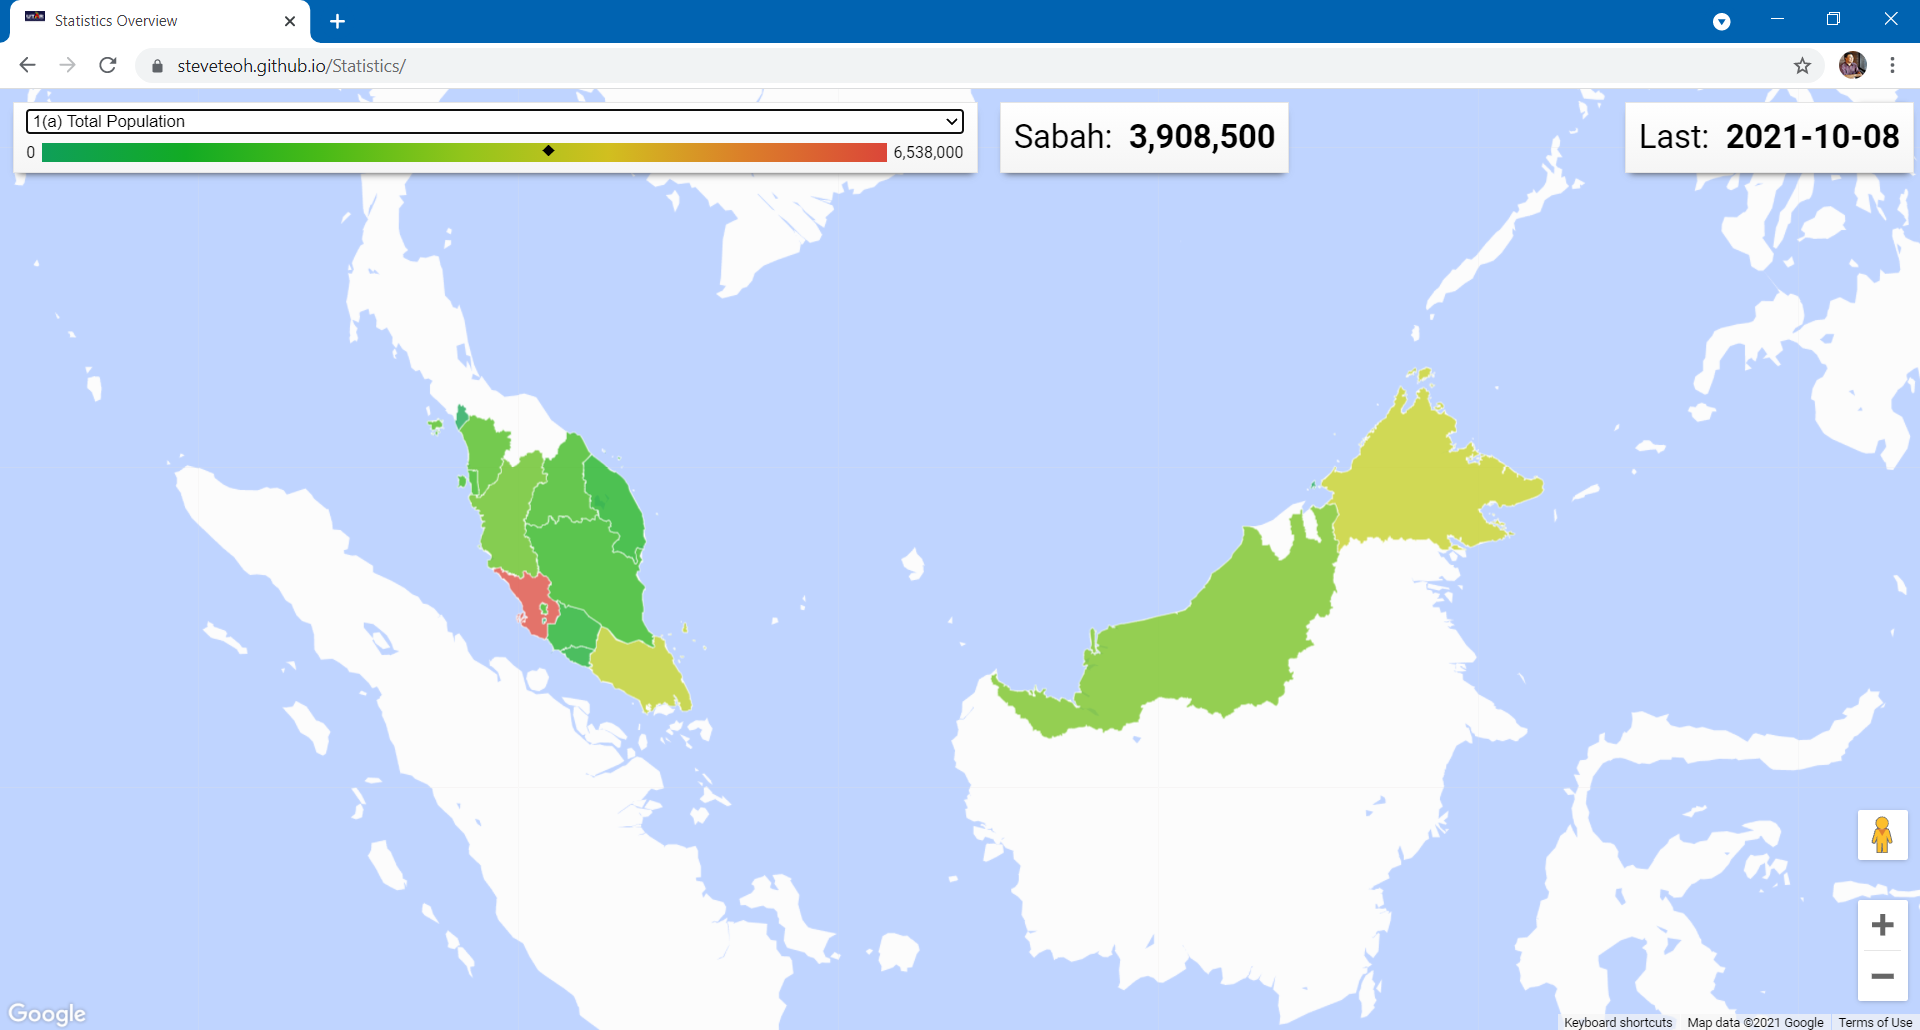 Statistics Overview
steveteoh.github.io/Statistics/
1(a) Total Population
0 6,538,000
Sabah: 3,908,500
Last: 2021-10-08
Google
Keyboard shortcuts Map data ©2021 Google Terms of Use